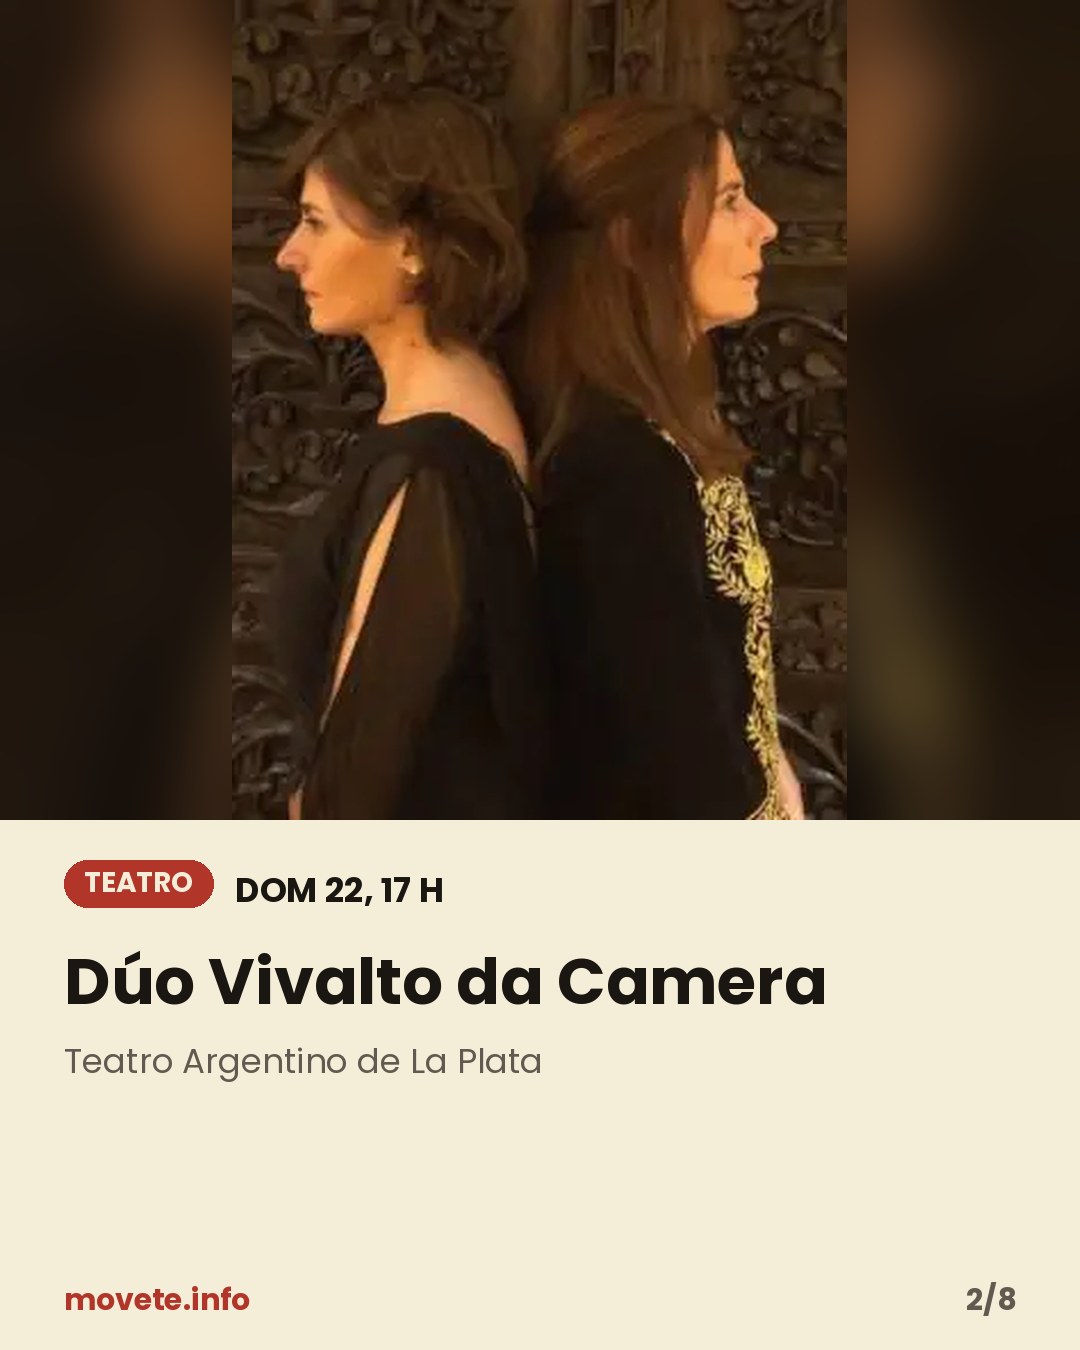 TEATRO
DOM 22, 17 H
Dúo Vivalto da Camera
Teatro Argentino de La Plata
movete.info
2/8